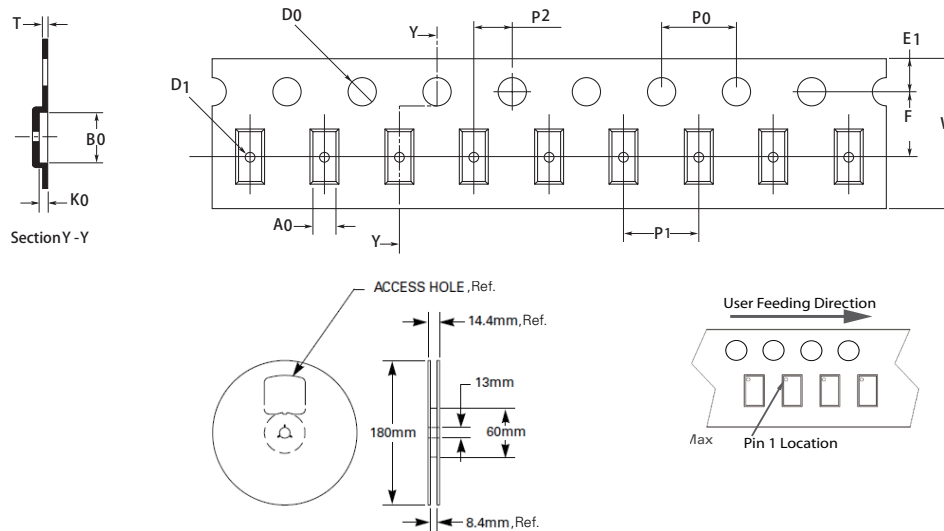 T
D0
Y
P2
P0
E1
D1
F
B0
K0
A0
Y
P1
Section Y - Y
ACCESS HOLE, Ref.
14.4mm, Ref.
13mm
180mm
60mm
8.4mm, Ref.
User Feeding Direction
Pin 1 Location